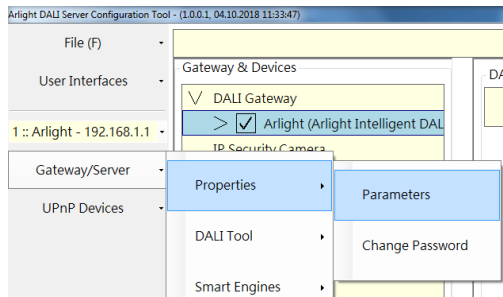 Arlight DALI Server Configuration Tool - (1.0.0.1, 04.10.2018 11:33:47)
File (F)
User Interfaces
1 :: Arlight - 192.168.1.1
Gateway/Server
UPnP Devices
Gateway & Devices
DALI Gateway
Arlight (Arlight Intelligent DAL
IP Security Camera
Properties
DALI Tool
Smart Engines
Parameters
Change Password
DA